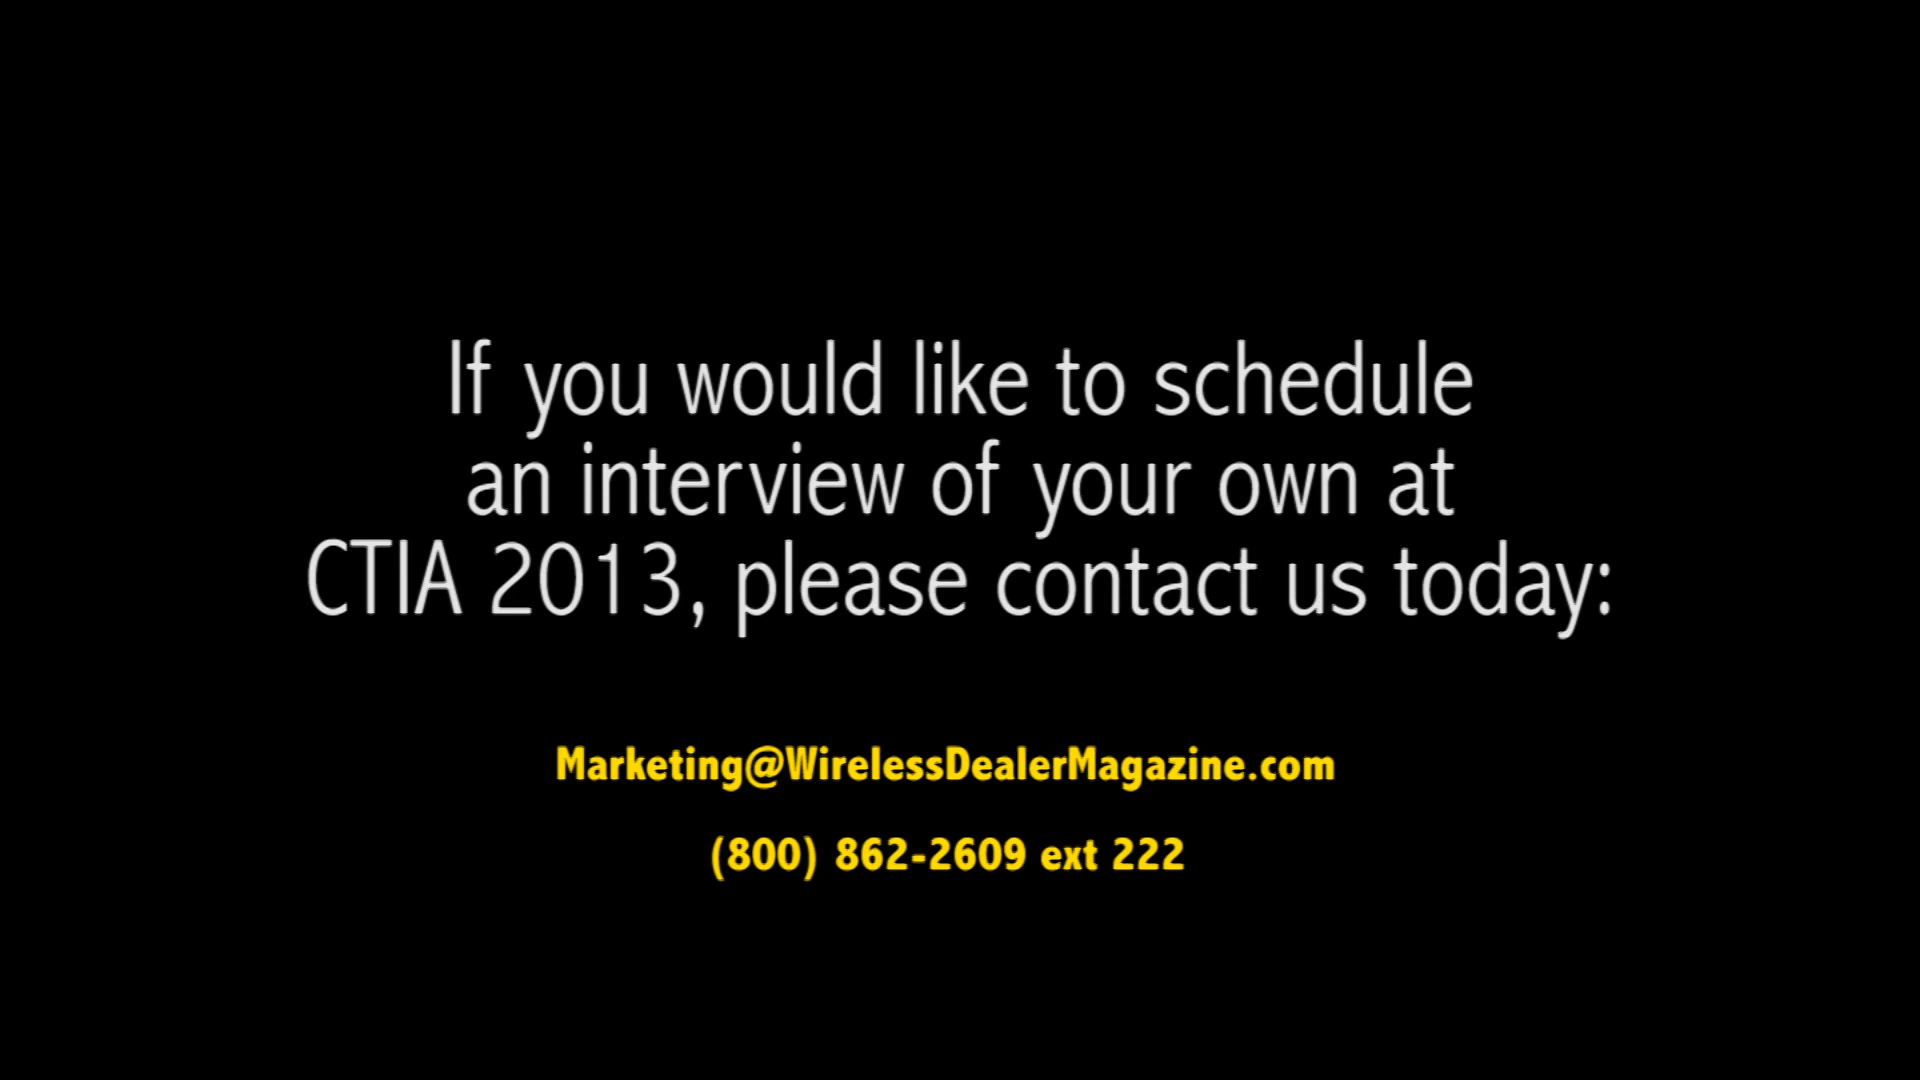 If you would like to schedule
an interview of your own at
CTIA 2013, please contact us today:
Marketing@WirelessDealerMagazine.com
(800) 862-2609 ext 222